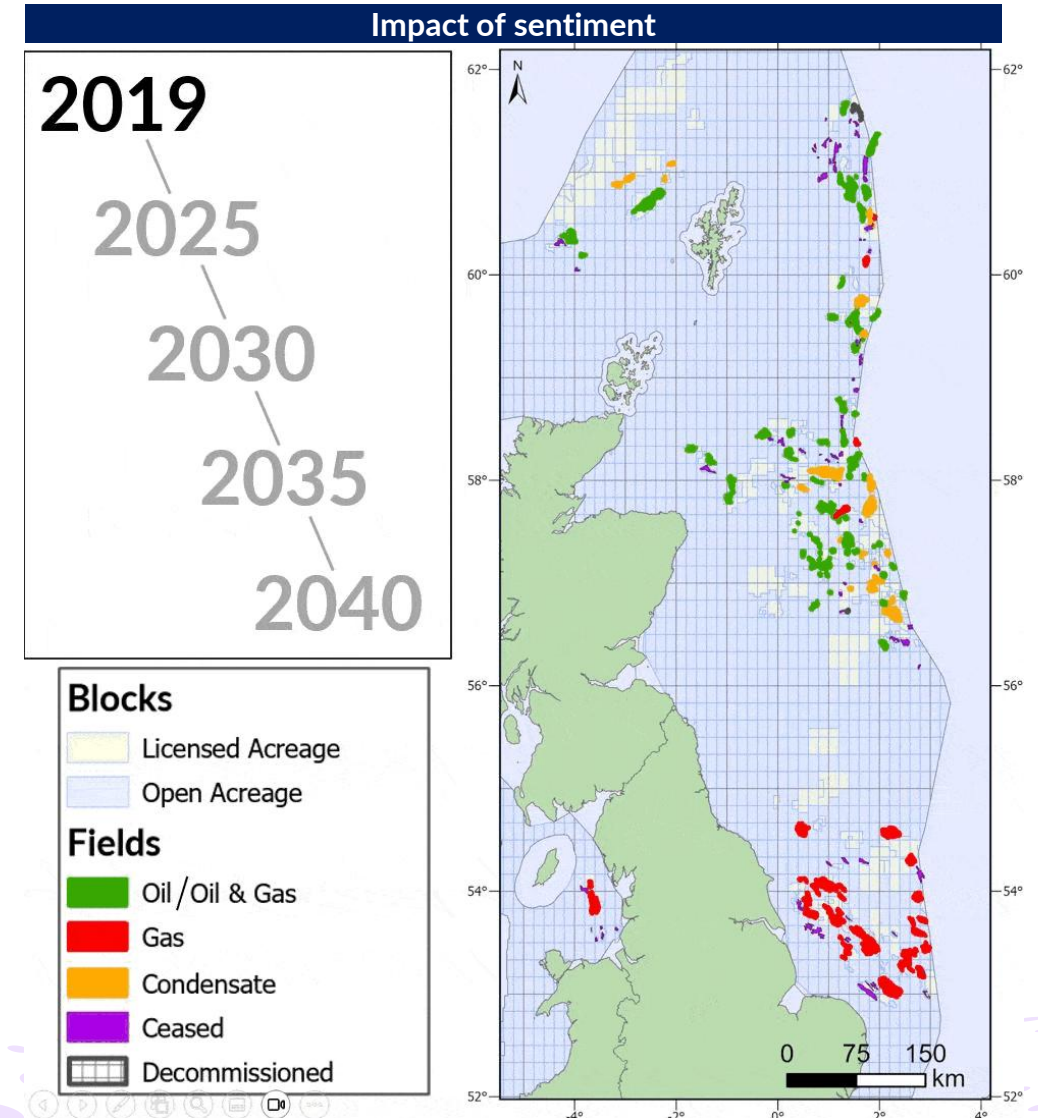 Impact of sentiment
2019
2025
2030
2035
2040
Blocks
Licensed Acreage
Open Acreage
Fields
Oil/Oil & Gas
Gas
Condensate
Ceased
Decommissioned
N
62°
62°
60°
60°
58°
58°
56°
56°
54°
54°
52°
52°
0 75 150
km
-4° -2° 0° 2° 4°